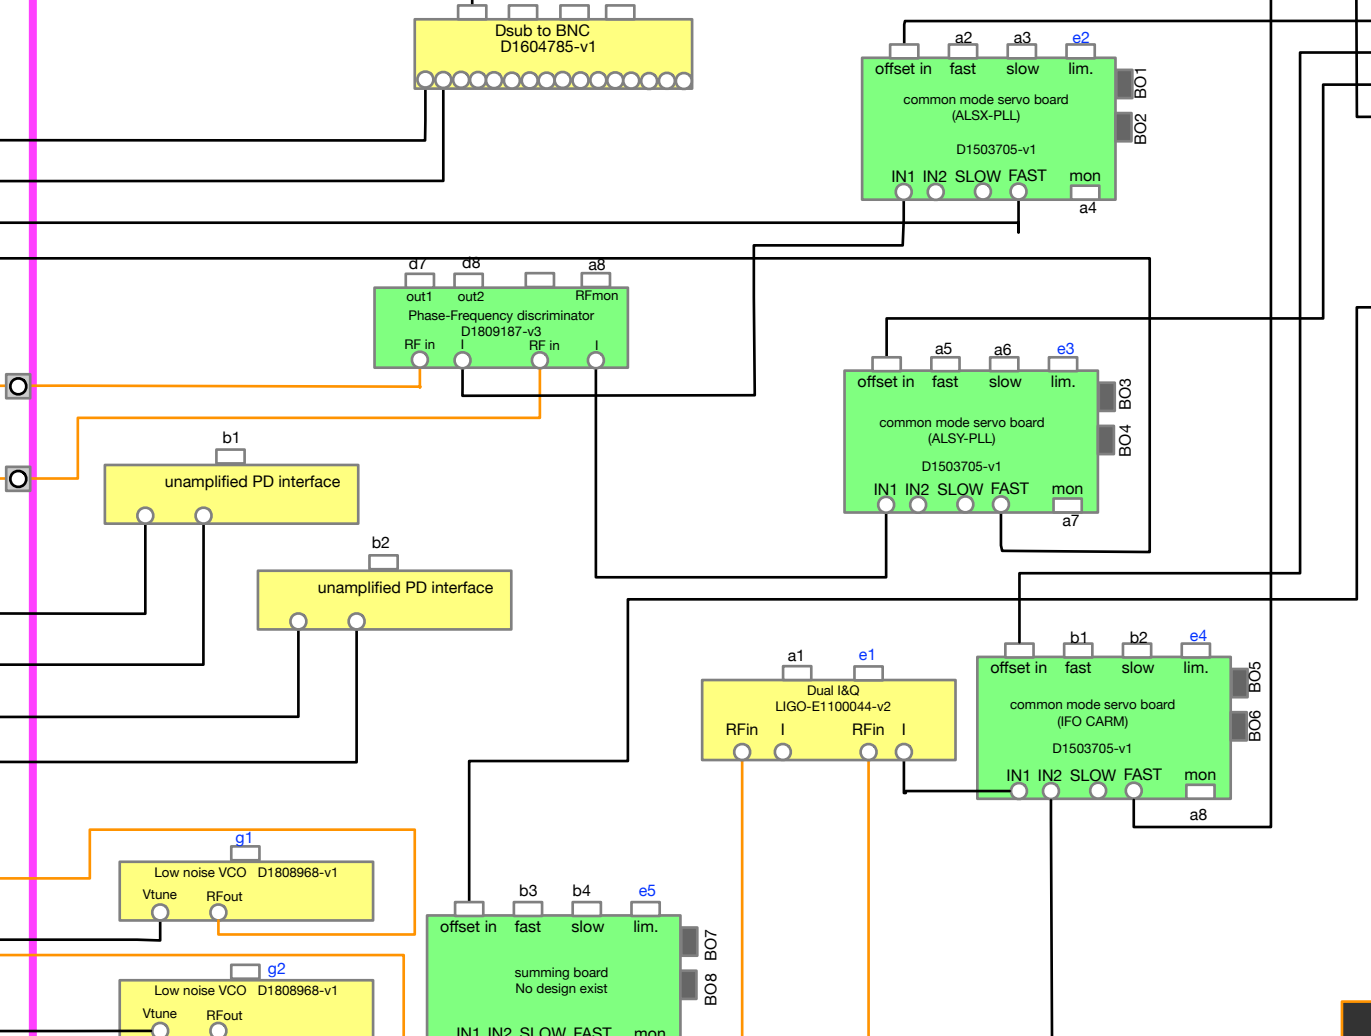 Dsub to BNC
D1604785-v1
a2 a3 e2
offset in fast slow lim.
BO1
common mode servo board
(ALSX-PLL)
BO2
D1503705-v1
IN1 IN2 SLOW FAST mon
a4
d7 d8 a8
out1 out2 RFmon
Phase-Frequency discriminator
D1809187-v3
RF in I RF in I
a5 a6 e3
offset in fast slow lim.
BO3
common mode servo board
(ALSY-PLL)
BO4
D1503705-v1
IN1 IN2 SLOW FAST mon
a7
b1
unamplified PD interface
b2
unamplified PD interface
b1 b2 e4
offset in fast slow lim.
BO5
common mode servo board
(IFO CARM)
BO6
D1503705-v1
IN1 IN2 SLOW FAST mon
a8
a1 e1
Dual I&Q
LIGO-E1100044-v2
RFin I RFin I
g1
Low noise VCO D1808968-v1
Vtune RFout
b3 b4 e5
offset in fast slow lim.
BO7
summing board
No design exist
BO8
IN1 IN2 SLOW FAST mon
g2
Low noise VCO D1808968-v1
Vtune RFout